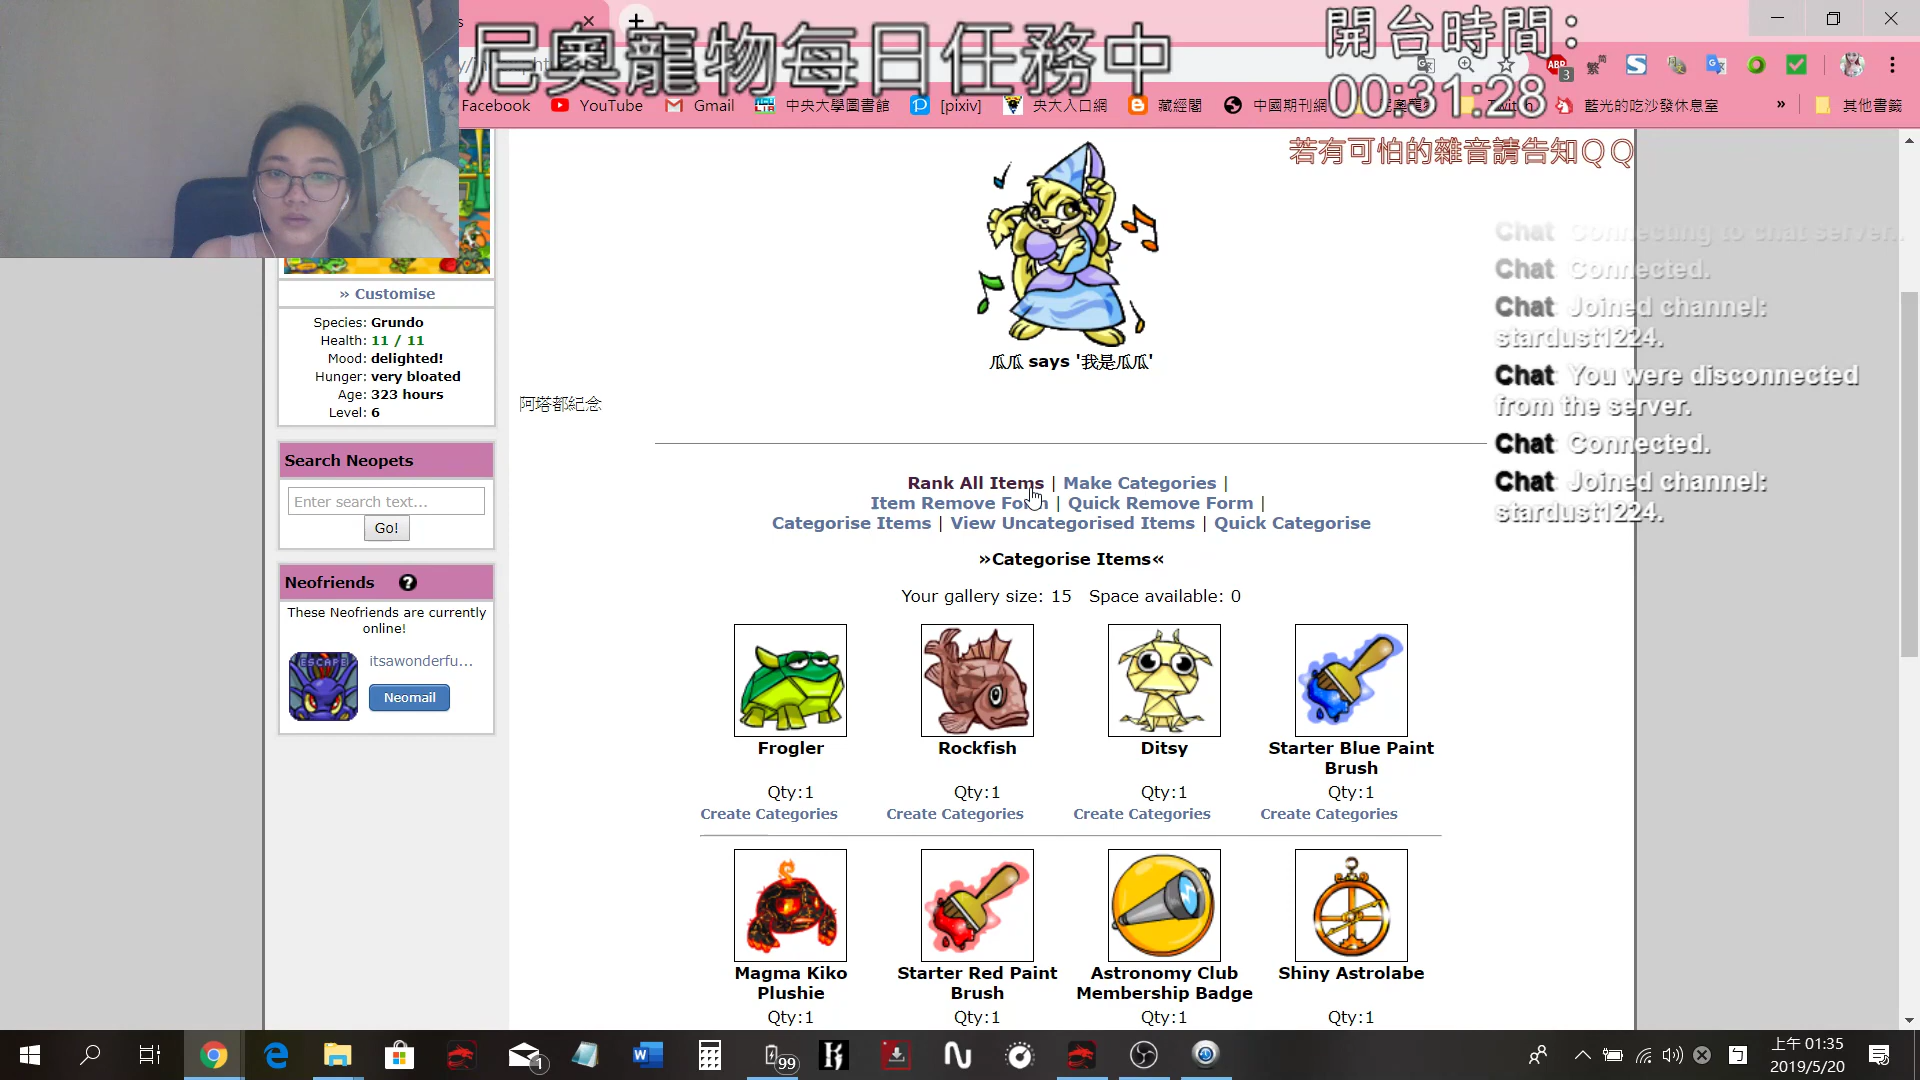 尼奧寵物每日任務中
開台時間：
00:31:28
Facebook
YouTube
Gmail
中央大學圖書館
[pixiv]
央大入口網
藏經閣
中國期刊網
Twitch
藍光的吃沙發休息室
»
其他書籤
若有可怕的雜音請告知QQ
Chat Connecting to chat server..
Chat Connected.
Chat Joined channel:
stardust1224.
Chat You were disconnected
from the server.
Chat Connected.
Chat Joined channel:
stardust1224.
» Customise
Species: Grundo
Health: 11 / 11
Mood: delighted!
Hunger: very bloated
Age: 323 hours
Level: 6
Search Neopets
Enter search text...
Go!
Neofriends ?
These Neofriends are currently
online!
ESCAPE
itsawonderfu...
Neomail
瓜瓜 says '我是瓜瓜'
阿塔都紀念
Rank All Items | Make Categories |
Item Remove Form | Quick Remove Form |
Categorise Items | View Uncategorised Items | Quick Categorise
»Categorise Items«
Your gallery size: 15 Space available: 0
Frogler
Rockfish
Ditsy
Starter Blue Paint
Brush
Qty:1
Qty:1
Qty:1
Qty:1
Create Categories
Create Categories
Create Categories
Create Categories
Magma Kiko
Plushie
Starter Red Paint
Brush
Astronomy Club
Membership Badge
Shiny Astrolabe
Qty:1
Qty:1
Qty:1
Qty:1
1
99
上午 01:35
2019/5/20